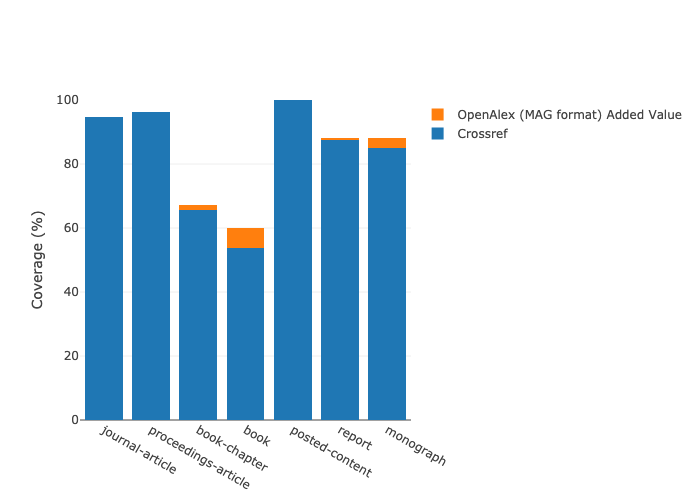 OpenAlex (MAG format) Added Value
Crossref
Coverage (%)
100
80
60
40
20
0
journal-article
proceedings-article
book-chapter
book
posted-content
report
monograph